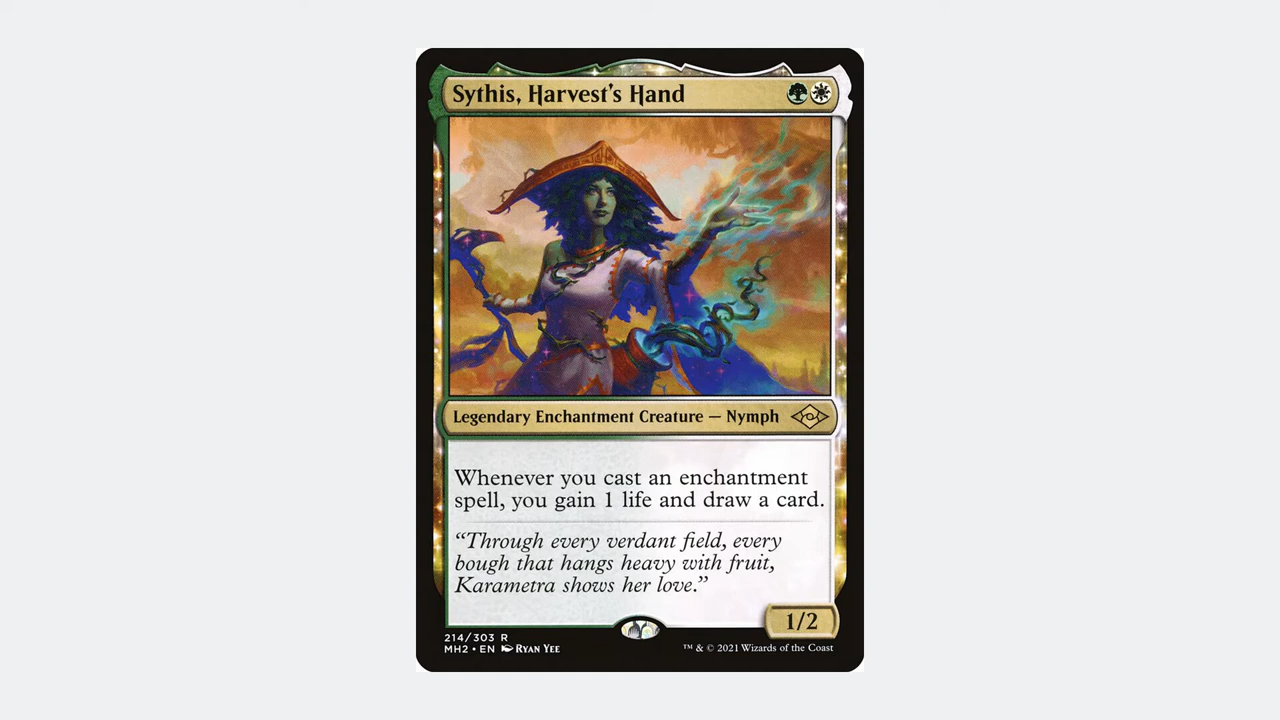 Sythis, Harvest's Hand
Legendary Enchantment Creature — Nymph
Whenever you cast an enchantment
spell, you gain 1 life and draw a card.
“Through every verdant field, every
bough that hangs heavy with fruit,
Karametra shows her love.”
1/2
214/303 R
MH2 • EN Ryan Yee
™ & © 2021 Wizards of the Coast